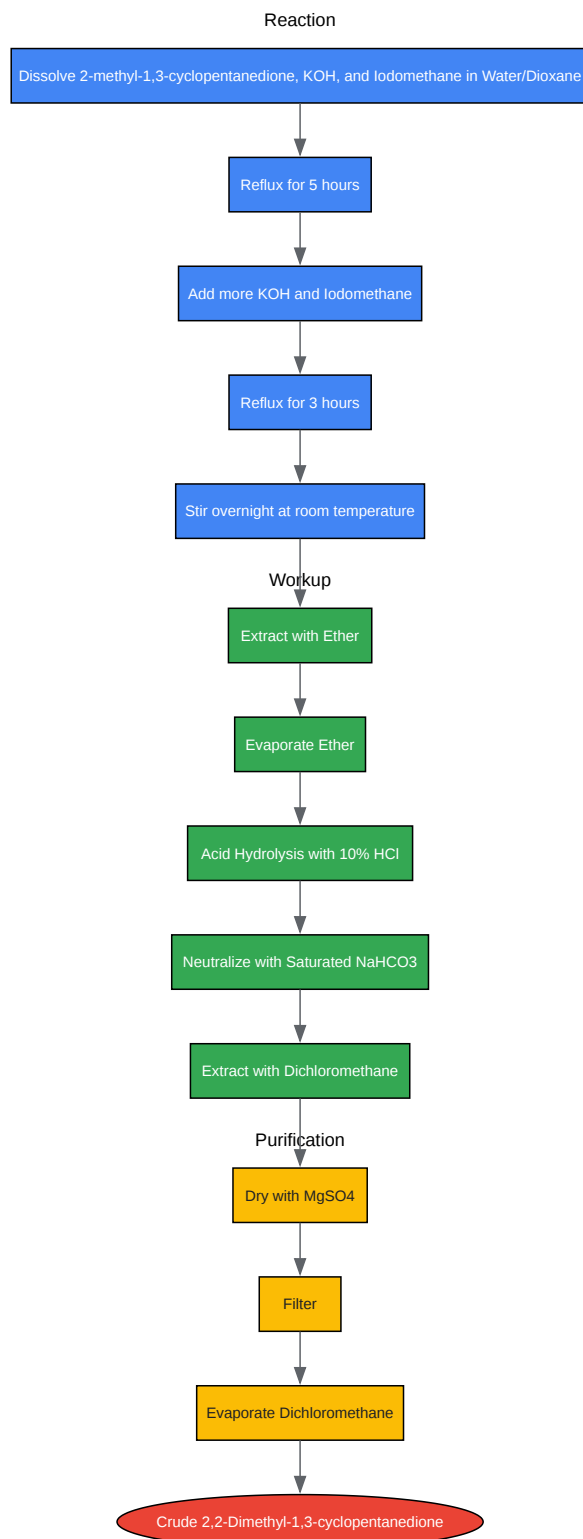 Reaction
Dissolve 2-methyl-1,3-cyclopentanedione, KOH, and Iodomethane in Water/Dioxane
Reflux for 5 hours
Add more KOH and Iodomethane
Reflux for 3 hours
Stir overnight at room temperature
Workup
Extract with Ether
Evaporate Ether
Acid Hydrolysis with 10% HCl
Neutralize with Saturated NaHCO3
Extract with Dichloromethane
Purification
Dry with MgSO4
Filter
Evaporate Dichloromethane
Crude 2,2-Dimethyl-1,3-cyclopentanedione